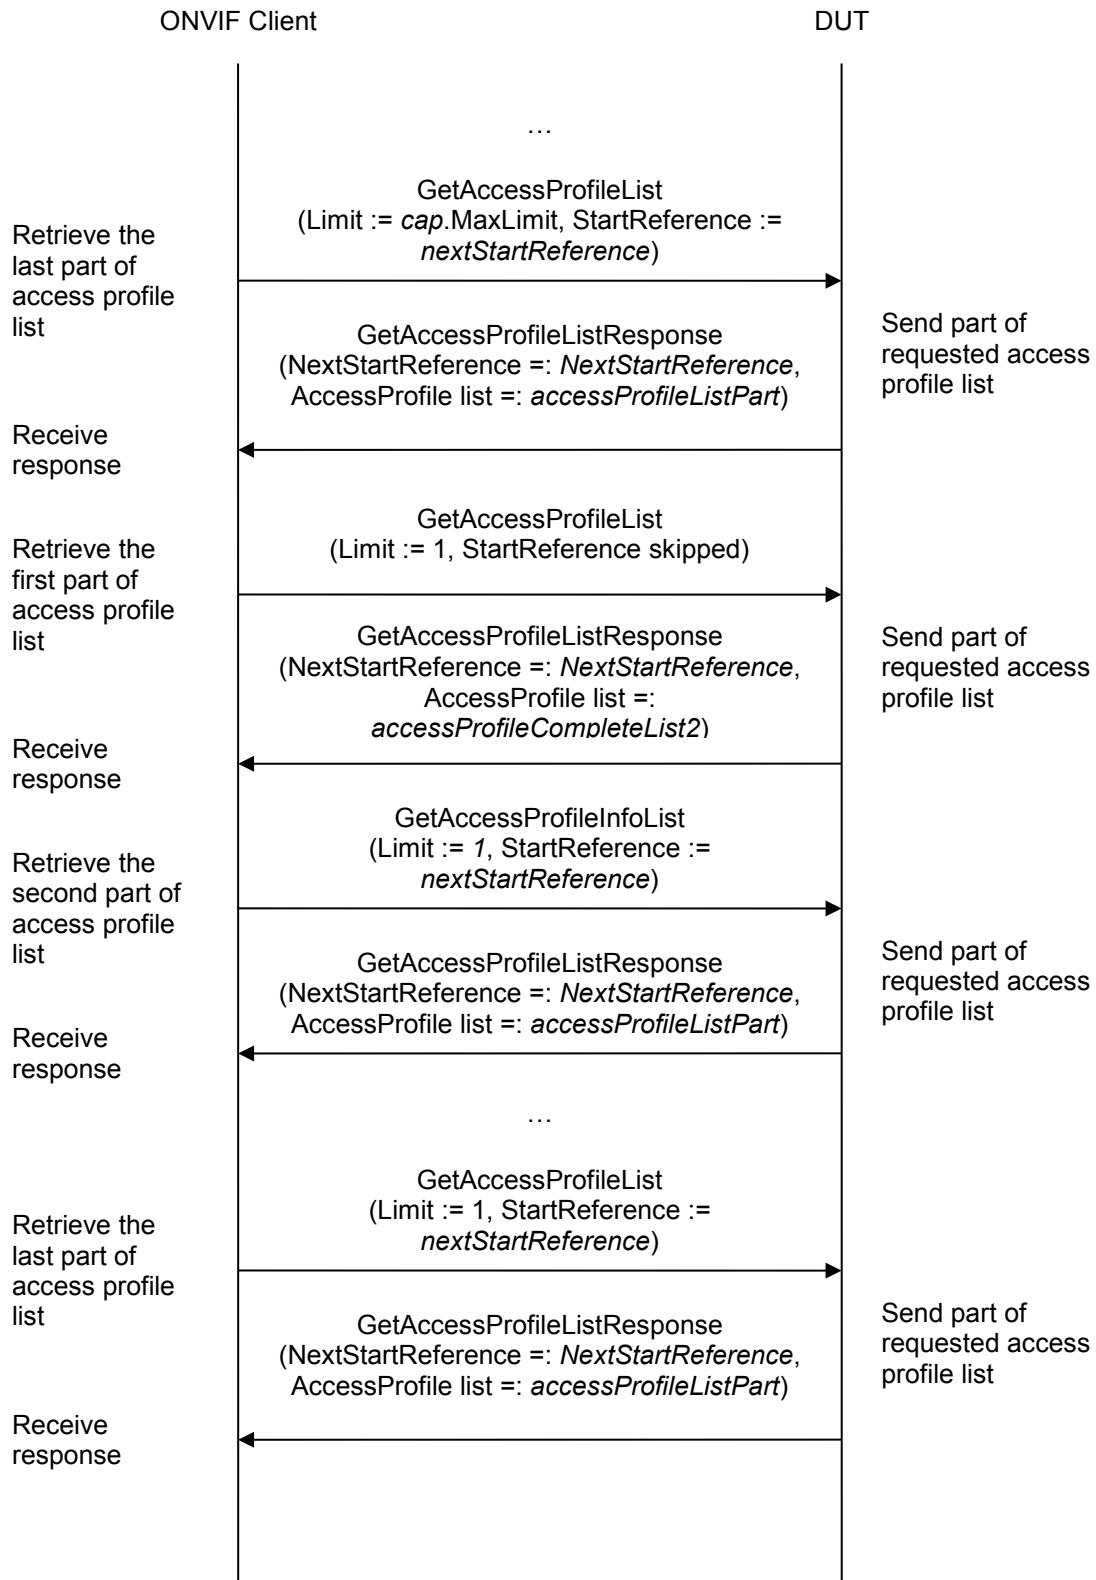 ONVIF Client
DUT
…
GetAccessProfileList
(Limit := cap.MaxLimit, StartReference :=
nextStartReference)
Retrieve the
last part of
access profile
list
GetAccessProfileListResponse
(NextStartReference =: NextStartReference,
AccessProfile list =: accessProfileListPart)
Send part of
requested access
profile list
Receive
response
GetAccessProfileList
(Limit := 1, StartReference skipped)
Retrieve the
first part of
access profile
list
GetAccessProfileListResponse
(NextStartReference =: NextStartReference,
AccessProfile list =:
accessProfileCompleteList2)
Send part of
requested access
profile list
Receive
response
GetAccessProfileInfoList
(Limit := 1, StartReference :=
nextStartReference)
Retrieve the
second part of
access profile
list
GetAccessProfileListResponse
(NextStartReference =: NextStartReference,
AccessProfile list =: accessProfileListPart)
Send part of
requested access
profile list
Receive
response
…
GetAccessProfileList
(Limit := 1, StartReference :=
nextStartReference)
Retrieve the
last part of
access profile
list
GetAccessProfileListResponse
(NextStartReference =: NextStartReference,
AccessProfile list =: accessProfileListPart)
Send part of
requested access
profile list
Receive
response